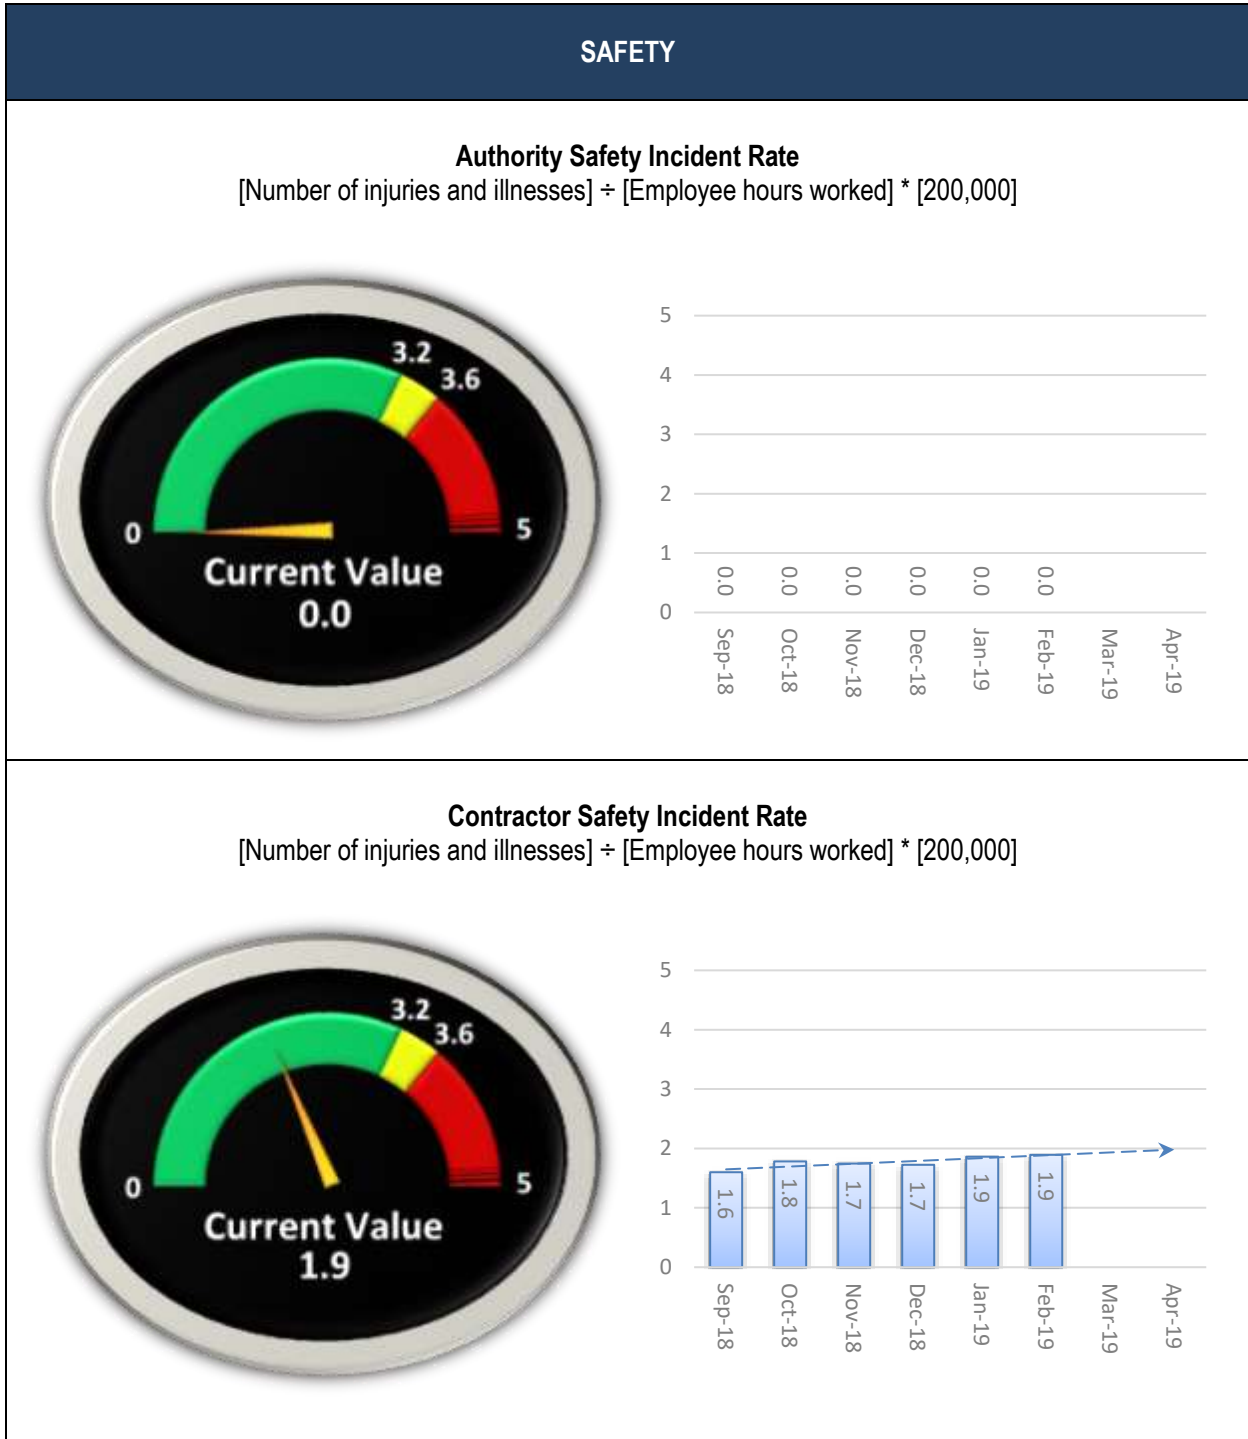 SAFETY
Authority Safety Incident Rate
[Number of injuries and illnesses] ÷ [Employee hours worked] * [200,000]
3.2
3.6
0
5
Current Value
0.0
5
4
3
2
1
0
0.0
0.0
0.0
0.0
0.0
0.0
Sep-18
Oct-18
Nov-18
Dec-18
Jan-19
Feb-19
Mar-19
Apr-19
Contractor Safety Incident Rate
[Number of injuries and illnesses] ÷ [Employee hours worked] * [200,000]
3.2
3.6
0
5
Current Value
1.9
5
4
3
2
1
0
1.6
1.8
1.7
1.7
1.9
1.9
Sep-18
Oct-18
Nov-18
Dec-18
Jan-19
Feb-19
Mar-19
Apr-19